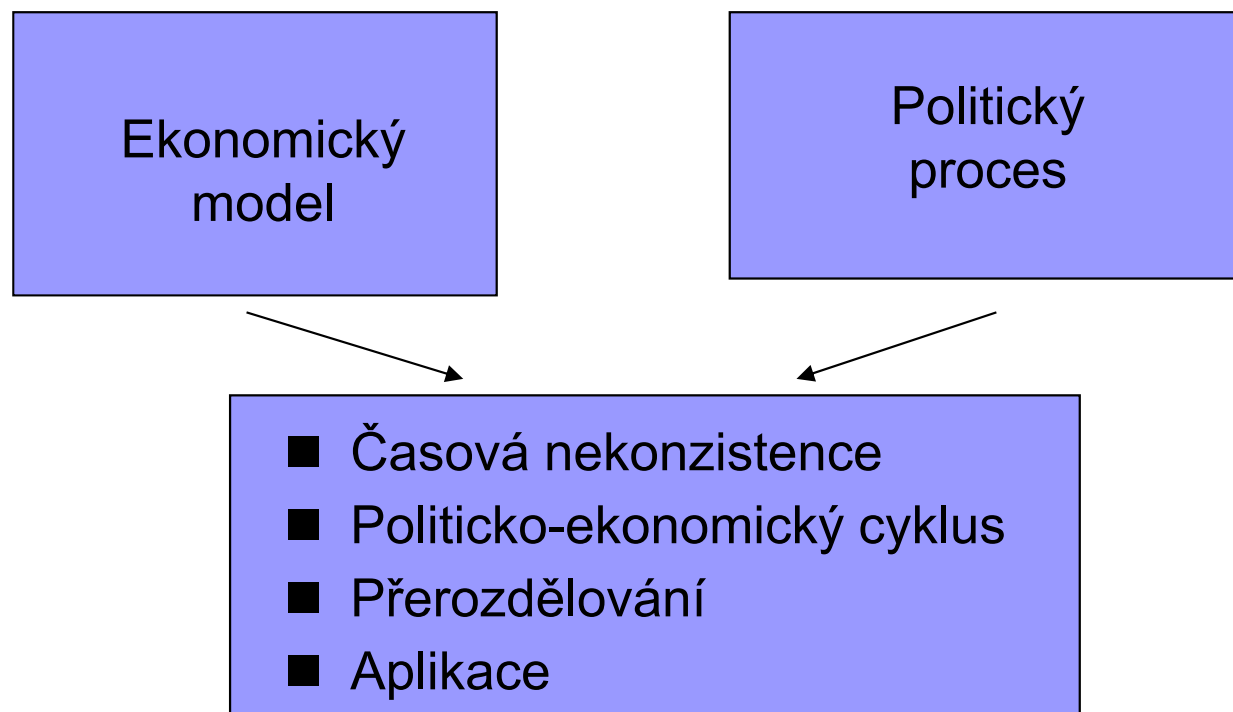 Ekonomický
model
Politický
proces
Časová nekonzistence
Politicko-ekonomický cyklus
Přerozdělování
Aplikace